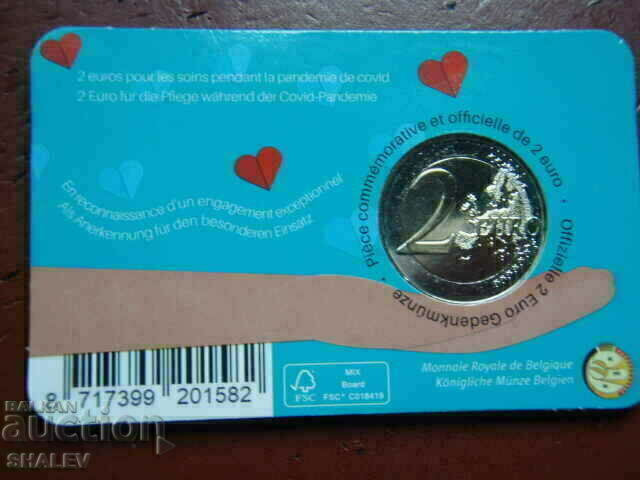 2 euros pour les soins pendant la pandémie de covid
2 Euro für die Pflege während der Covid-Pandemie
En reconnaissance d'un engagement exceptionnel
Als Anerkennung für den besonderen Einsatz
Pièce commémorative et officielle de 2 euro
• Offizielle 2 Euro Gedenkmünze •
2 EURO
8 717399 201582
FSC
MIX
Board
FSC® C018419
Monnaie Royale de Belgique
Königliche Münze Belgien
BALKAN
auction
SHALEV